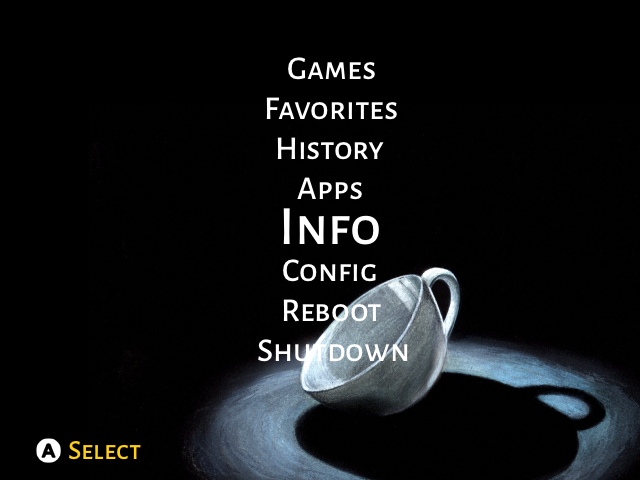 Games
Favorites
History
Apps
Info
Config
Reboot
Shutdown
A Select